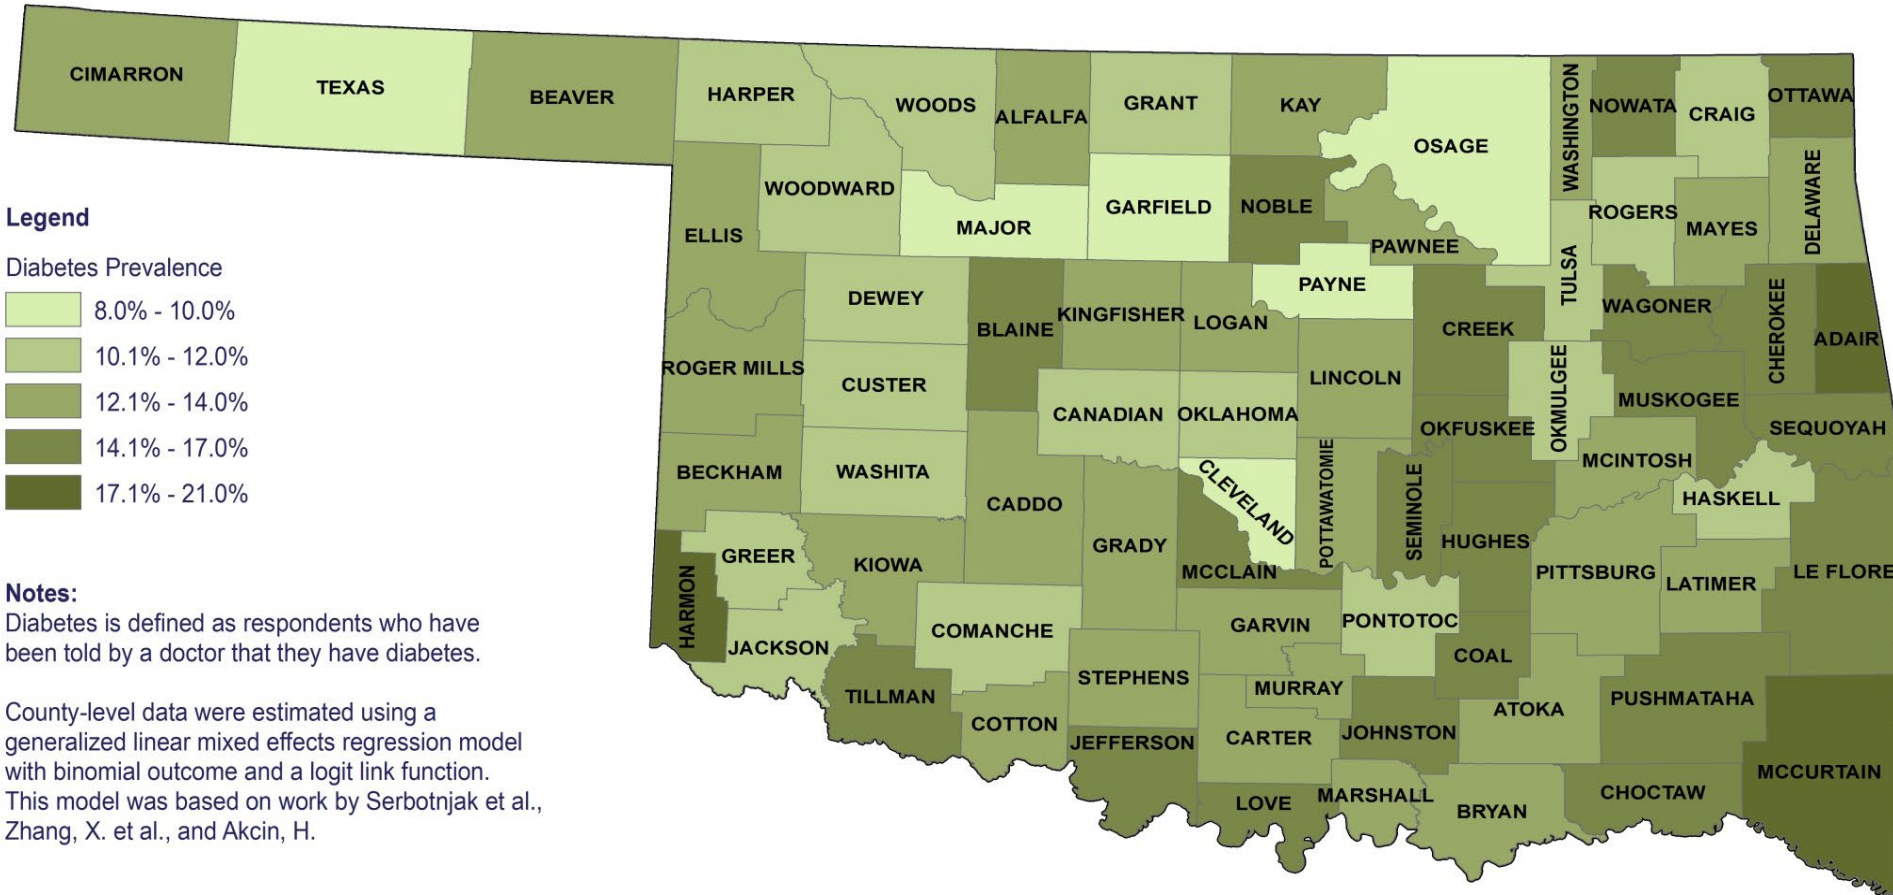 CIMARRON
TEXAS
BEAVER
HARPER
WOODS
ALFALFA
GRANT
KAY
OSAGE
WASHINGTON
NOWATA
CRAIG
OTTAWA
ELLIS
WOODWARD
MAJOR
GARFIELD
NOBLE
PAWNEE
ROGERS
MAYES
DELAWARE
TULSA
DEWEY
BLAINE
KINGFISHER
LOGAN
PAYNE
CREEK
WAGONER
CHEROKEE
ADAIR
ROGER MILLS
CUSTER
CANADIAN
OKLAHOMA
LINCOLN
OKMULGEE
MUSKOGEE
OKFUSKEE
SEQUOYAH
BECKHAM
WASHITA
CADDO
GRADY
CLEVELAND
POTTAWATOMIE
SEMINOLE
HUGHES
MCINTOSH
HASKELL
GREER
KIOWA
MCCLAIN
PITTSBURG
LATIMER
LE FLORE
HARMON
JACKSON
COMANCHE
GARVIN
PONTOTOC
COAL
TILLMAN
STEPHENS
MURRAY
ATOKA
PUSHMATAHA
COTTON
JEFFERSON
CARTER
JOHNSTON
LOVE
MARSHALL
BRYAN
CHOCTAW
MCCURTAIN
Legend
Diabetes Prevalence
8.0% - 10.0%
10.1% - 12.0%
12.1% - 14.0%
14.1% - 17.0%
17.1% - 21.0%
Notes:
Diabetes is defined as respondents who have
been told by a doctor that they have diabetes.
County-level data were estimated using a
generalized linear mixed effects regression model
with binomial outcome and a logit link function.
This model was based on work by Serbotnjak et al.,
Zhang, X. et al., and Akcin, H.